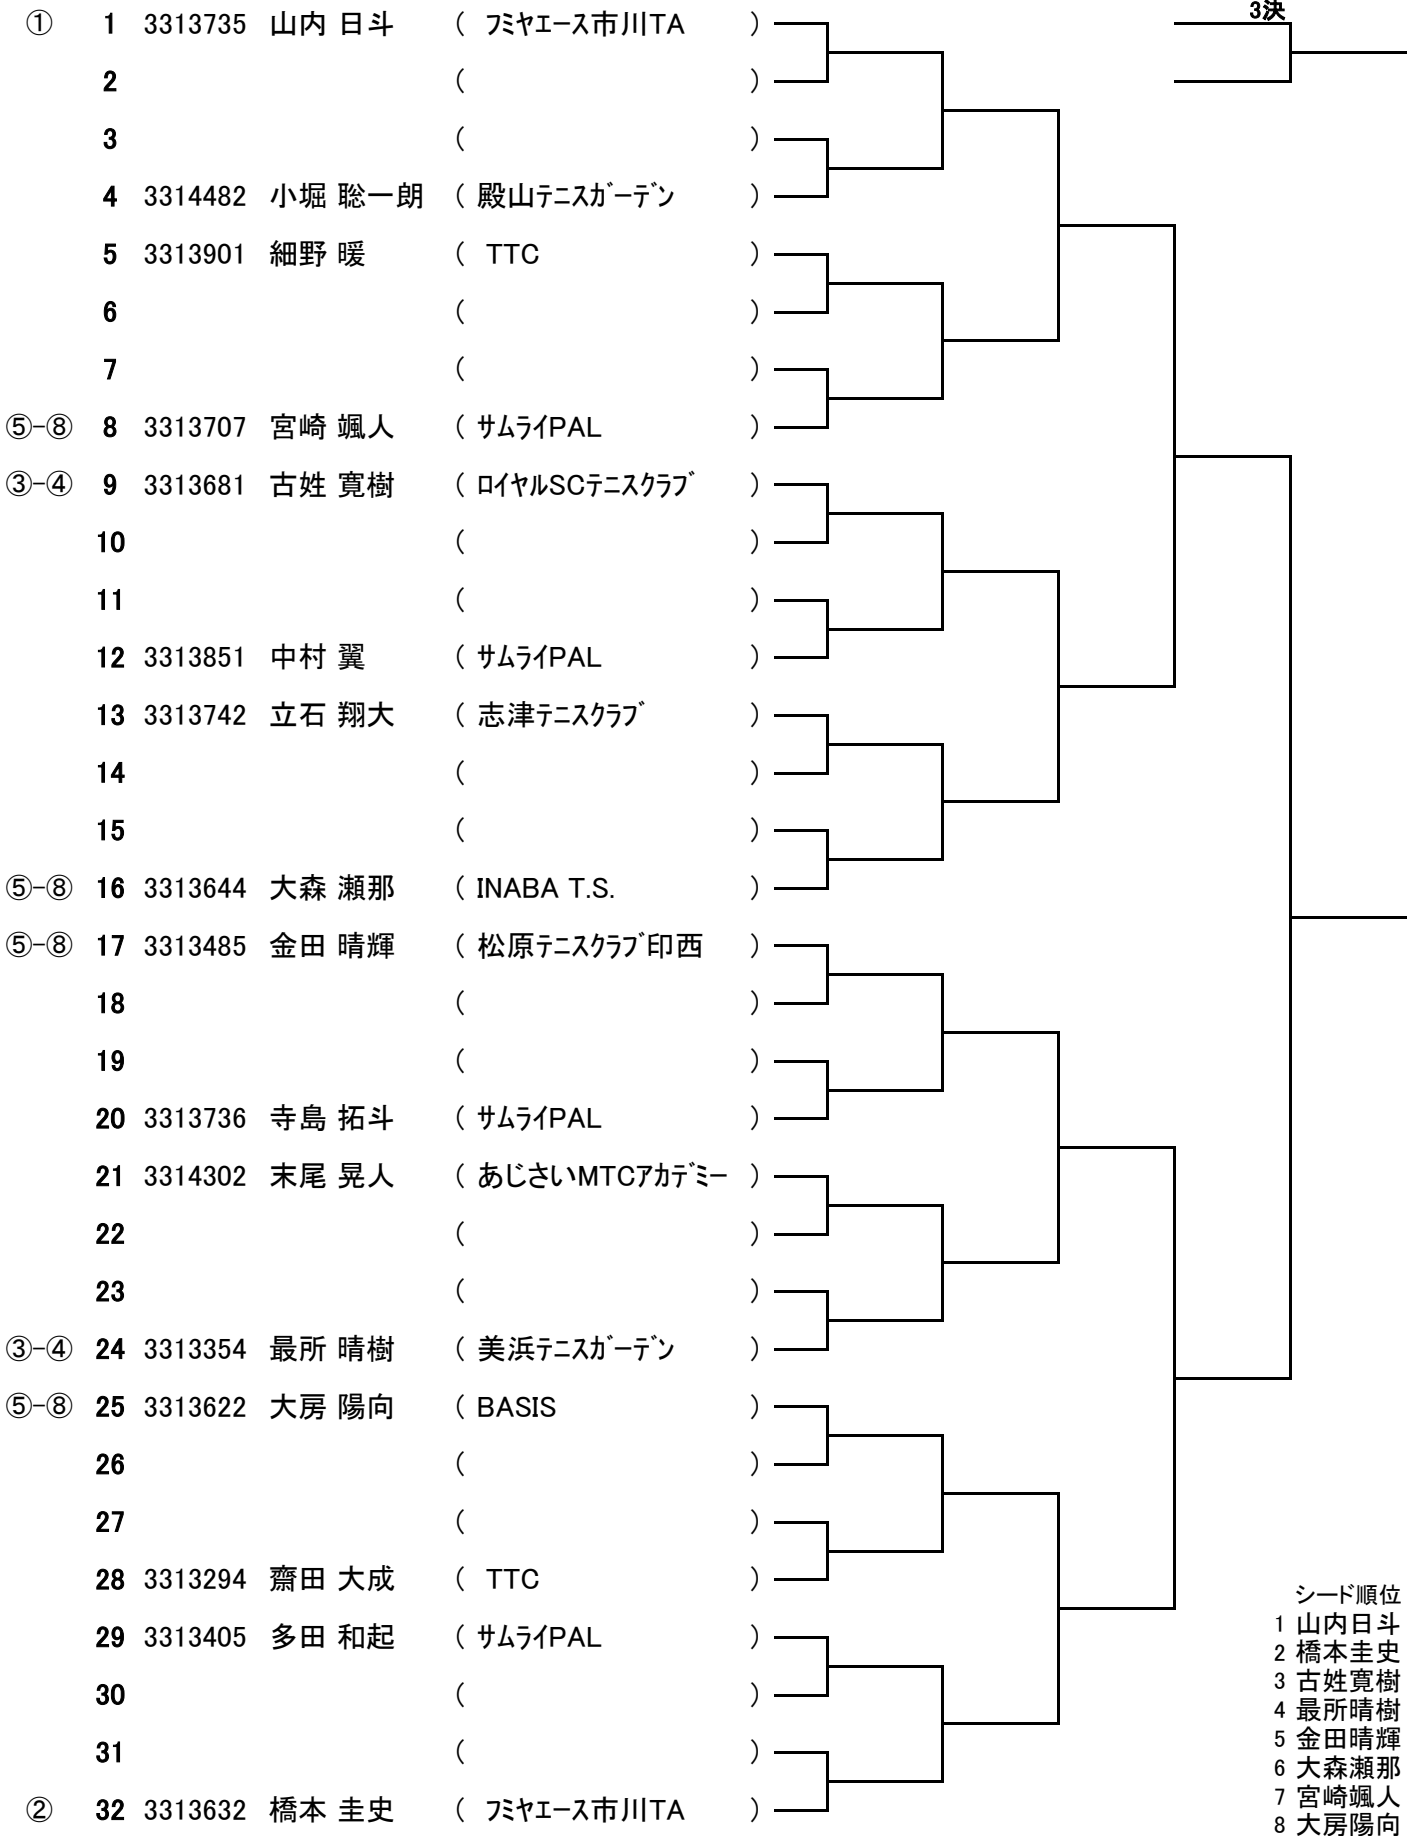 3決
① 1 3313735 山内 日斗 ( ﾌﾐﾔｴｰｽ市川TA )
2 ( )
3 ( )
4 3314482 小堀 聡一朗 ( 殿山ﾃﾆｽｶﾞｰﾃﾞﾝ )
5 3313901 細野 暖 ( TTC )
6 ( )
7 ( )
⑤-⑧ 8 3313707 宮崎 颯人 ( ｻﾑﾗｲPAL )
③-④ 9 3313681 古姓 寛樹 ( ﾛｲﾔﾙSCﾃﾆｽｸﾗﾌﾞ )
10 ( )
11 ( )
12 3313851 中村 翼 ( ｻﾑﾗｲPAL )
13 3313742 立石 翔大 ( 志津ﾃﾆｽｸﾗﾌﾞ )
14 ( )
15 ( )
⑤-⑧ 16 3313644 大森 瀬那 ( INABA T.S. )
⑤-⑧ 17 3313485 金田 晴輝 ( 松原ﾃﾆｽｸﾗﾌﾞ印西 )
18 ( )
19 ( )
20 3313736 寺島 拓斗 ( ｻﾑﾗｲPAL )
21 3314302 末尾 晃人 ( あじさいMTCｱｶﾃﾞﾐｰ )
22 ( )
23 ( )
③-④ 24 3313354 最所 晴樹 ( 美浜ﾃﾆｽｶﾞｰﾃﾞﾝ )
⑤-⑧ 25 3313622 大房 陽向 ( BASIS )
26 ( )
27 ( )
28 3313294 齋田 大成 ( TTC )
29 3313405 多田 和起 ( ｻﾑﾗｲPAL )
30 ( )
31 ( )
② 32 3313632 橋本 圭史 ( ﾌﾐﾔｴｰｽ市川TA )
シード順位
1 山内日斗
2 橋本圭史
3 古姓寛樹
4 最所晴樹
5 金田晴輝
6 大森瀬那
7 宮崎颯人
8 大房陽向